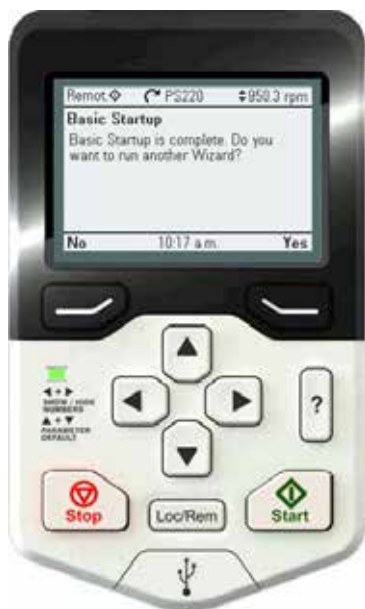 Remot PS220 950.3 rpm
Basic Startup
Basic Startup is complete. Do you
want to run another Wizard?
No 10:17 a.m. Yes
SHOW / HIDE
NUMBERS
PARAMETER
DEFAULT
?
Stop Loc/Rem Start